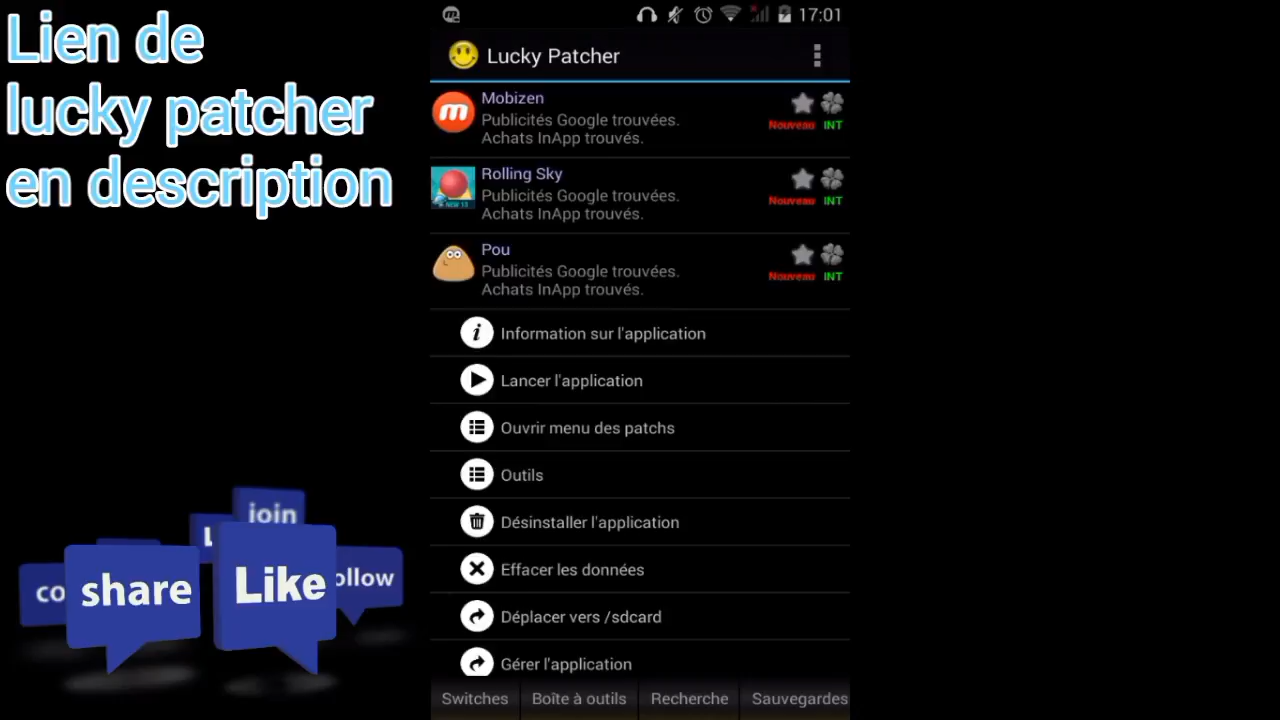 Lien de
lucky patcher
en description
17:01
Lucky Patcher
Mobizen
Publicités Google trouvées.
Achats InApp trouvés.
Nouveau INT
Rolling Sky
Publicités Google trouvées.
Achats InApp trouvés.
Nouveau INT
Pou
Publicités Google trouvées.
Achats InApp trouvés.
Nouveau INT
Information sur l'application
Lancer l'application
Ouvrir menu des patchs
Outils
Désinstaller l'application
Effacer les données
Déplacer vers /sdcard
Gérer l'application
Switches
Boîte à outils
Recherche
Sauvegardes
join
L
co
share
Like
ollow